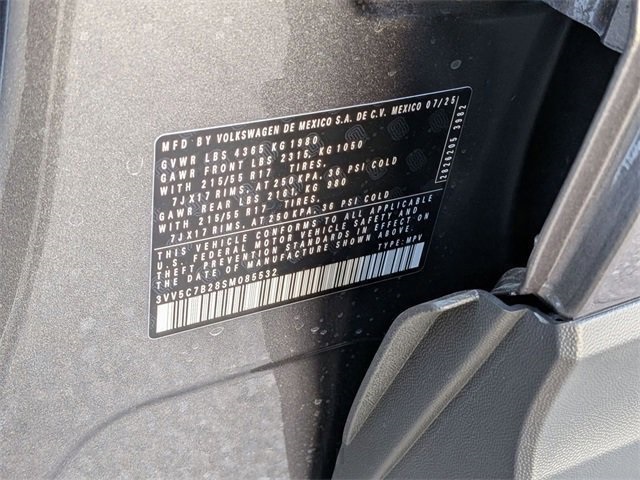 MFD BY VOLKSWAGEN DE MEXICO S.A. DE C.V. MEXICO 07/25
GVWR LBS 4365 KG 1980
GAWR FRONT LBS 2315, KG 1050
WITH 215/55 R17 TIRES,
7JX17 RIMS, AT 250 KPA, 36 PSI COLD
GAWR REAR LBS 2161 KG 980
WITH 215/55 R17 TIRES,
7JX17 RIMS, AT 250 KPA, 36 PSI COLD
THIS VEHICLE CONFORMS TO ALL APPLICABLE
U.S. FEDERAL MOTOR VEHICLE SAFETY AND
THEFT PREVENTION STANDARDS IN EFFECT ON
THE DATE OF MANUFACTURE SHOWN ABOVE.
TYPE: MPV
3VV5C7B28SM085532
2826205 3982